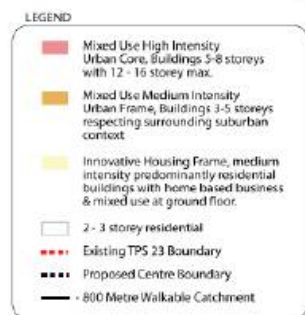 LEGEND
Mixed Use High Intensity
Urban Core, Buildings 5-8 storeys
with 12 - 16 storey max.
Mixed Use Medium Intensity
Urban Frame, Buildings 3-5 storeys
respecting surrounding suburban
context
Innovative Housing Frame, medium
intensity predominantly residential
buildings with home based business
& mixed use at ground floor.
2 - 3 storey residential
Existing TPS 23 Boundary
Proposed Centre Boundary
800 Metre Walkable Catchment